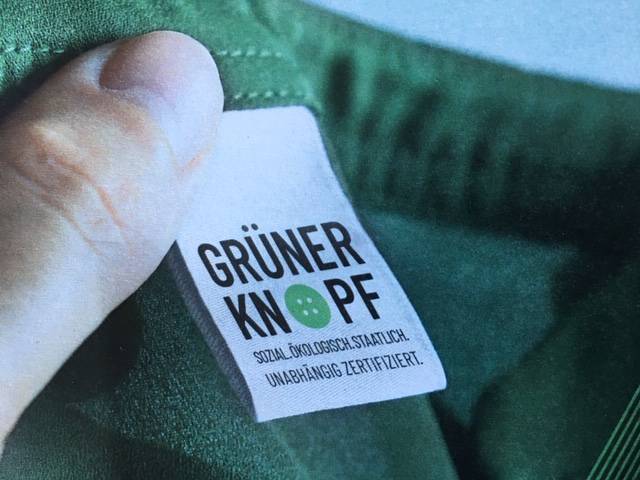 GRÜNER
KNOPF
SOZIAL.ÖKOLOGISCH.STAATLICH.
UNABHÄNGIG ZERTIFIZIERT.